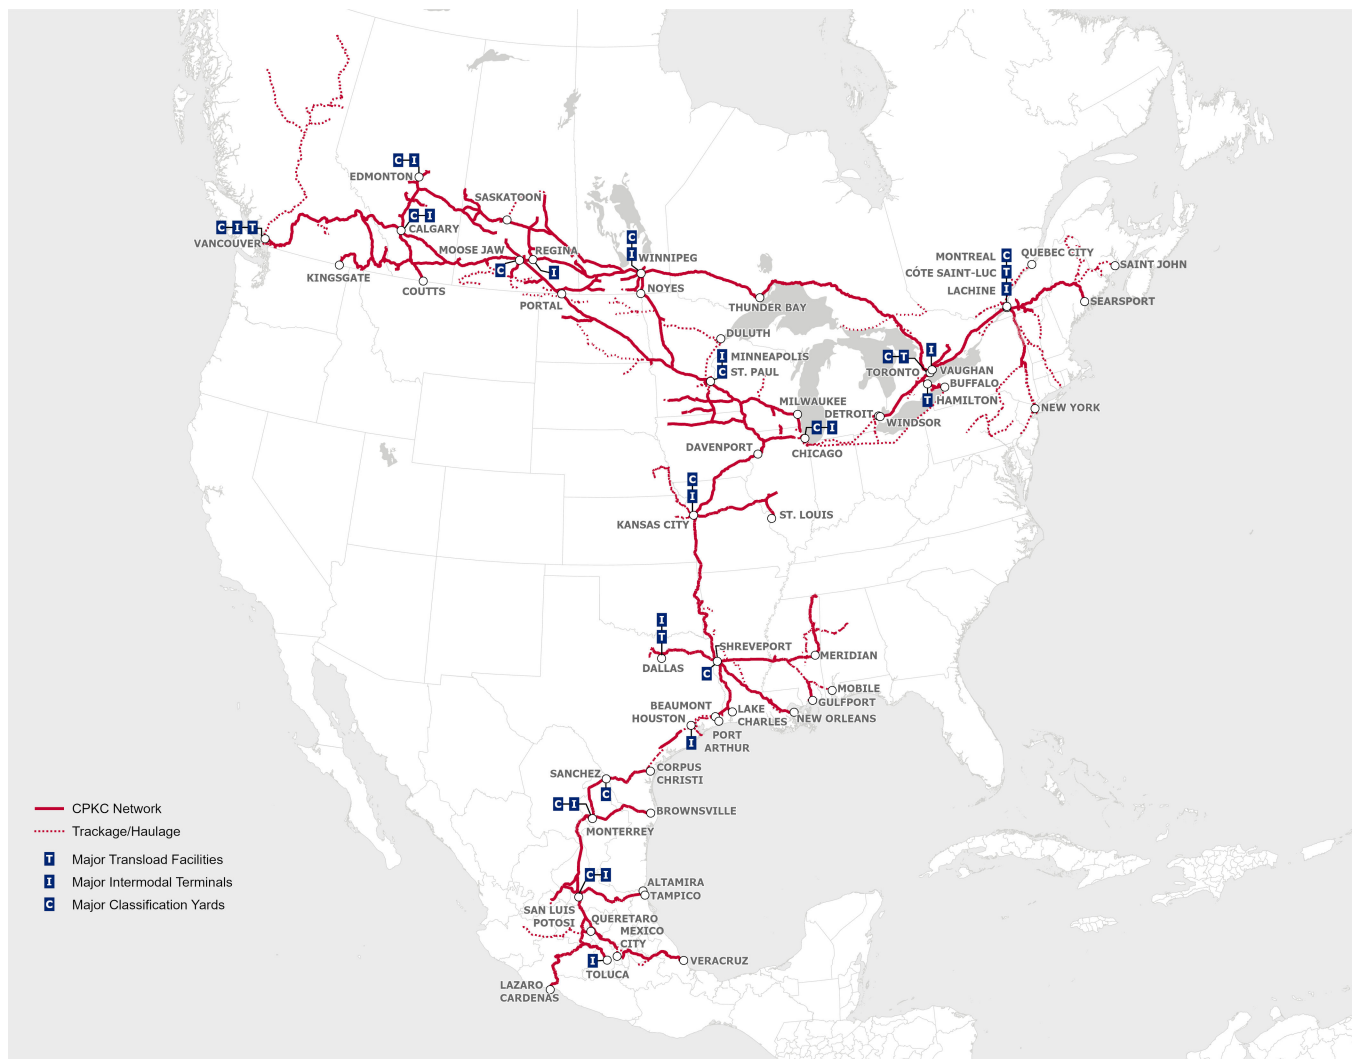 C I
EDMONTON
SASKATOON
C I
CALGARY
C I T
VANCOUVER
MOOSE JAW
REGINA
C
I
WINNIPEG
C
I
KINGSGATE
COUTTS
PORTAL
NOYES
THUNDER BAY
MONTREAL C
CÔTE SAINT-LUC T
LACHINE I
QUEBEC CITY
SAINT JOHN
SEARSPORT
DULUTH
I MINNEAPOLIS
C ST. PAUL
C T
I
TORONTO
VAUGHAN
BUFFALO
T HAMILTON
MILWAUKEE
DETROIT
WINDSOR
NEW YORK
C I
CHICAGO
DAVENPORT
C
I
KANSAS CITY
ST. LOUIS
I
T
DALLAS
SHREVEPORT
C
MERIDIAN
MOBILE
GULFPORT
NEW ORLEANS
BEAUMONT
HOUSTON
I
LAKE
CHARLES
PORT
ARTHUR
SANCHEZ
C
CORPUS
CHRISTI
C I
MONTERREY
BROWNSVILLE
C I
ALTAMIRA
TAMPICO
SAN LUIS
POTOSI
QUERETARO
MEXICO
CITY
I
TOLUCA
VERACRUZ
LAZARO
CARDENAS
CPKC Network
Trackage/Haulage
T Major Transload Facilities
I Major Intermodal Terminals
C Major Classification Yards